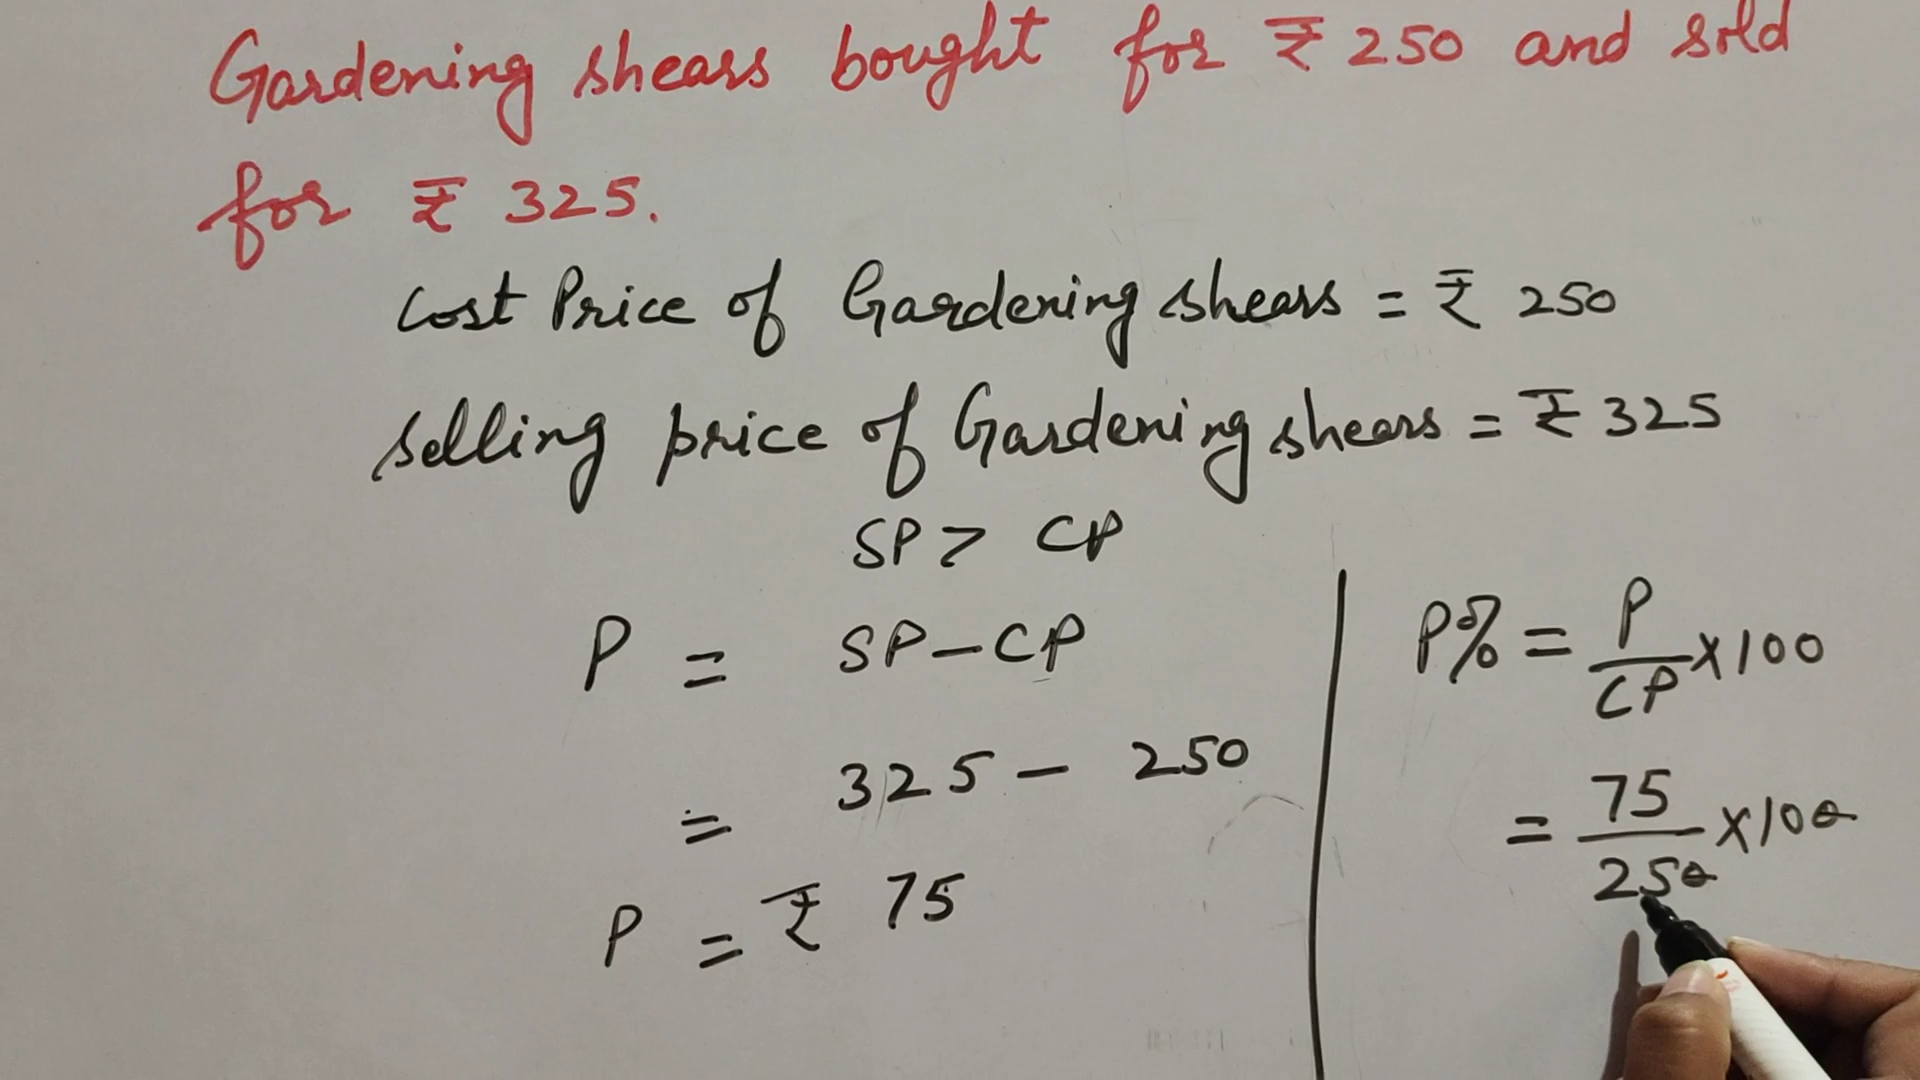 Gardening shears bought for ₹ 250 and sold
for ₹ 325.
Cost Price of Gardening shears = ₹ 250
Selling price of Gardening shears = ₹ 325
SP > CP
P = SP - CP
= 325 - 250
P = ₹ 75
P% = P/CP × 100
= 75/250 × 100